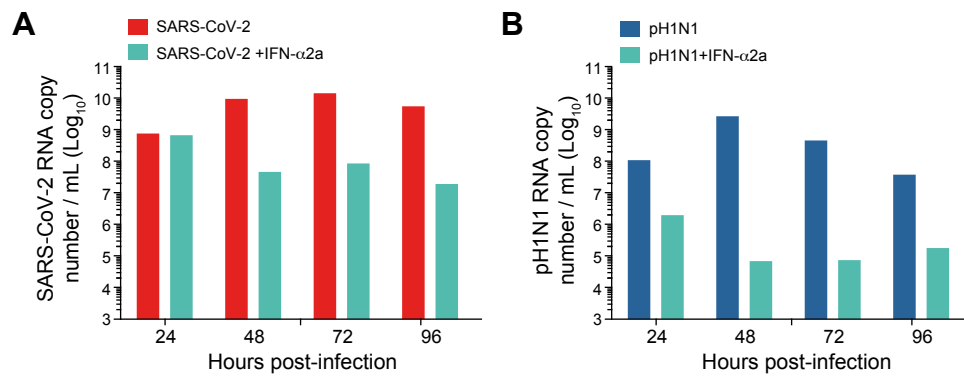 A
SARS-CoV-2
SARS-CoV-2 +IFN-α2a
SARS-CoV-2 RNA copy
number / mL (Log₁₀)
11
10
9
8
7
6
5
4
3
24 48 72 96
Hours post-infection
B
pH1N1
pH1N1+IFN-α2a
pH1N1 RNA copy
number / mL (Log₁₀)
11
10
9
8
7
6
5
4
3
24 48 72 96
Hours post-infection